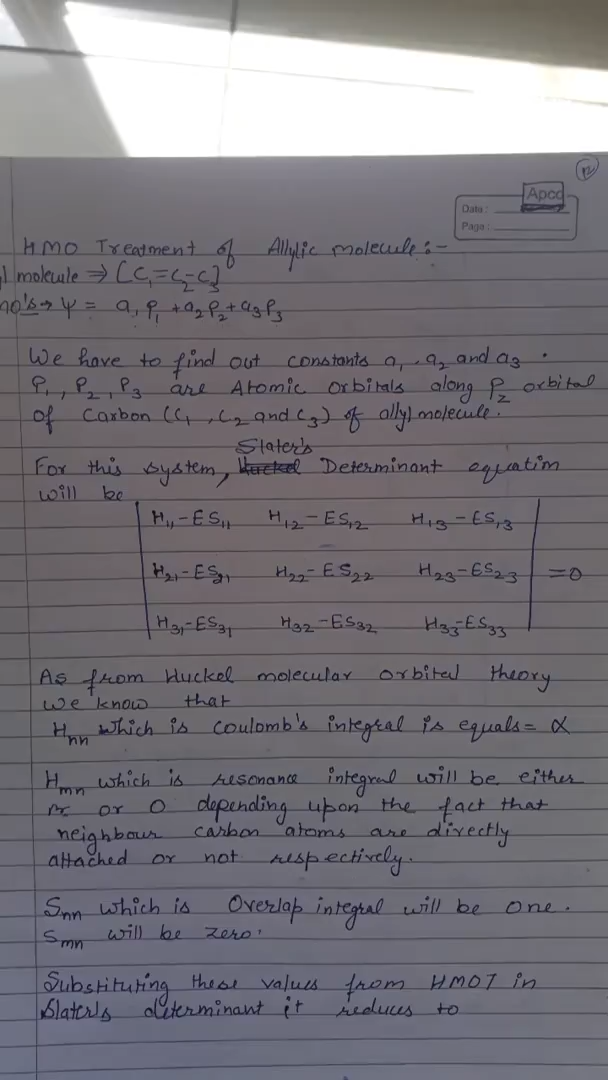 12
Apco
Date :
Page :
HMO Treatment of Allylic molecule:-
molecule ⇒ [C₁=C₂-C₃]
Ψ = a₁P₁+a₂P₂+a₃P₃
We have to find out constants a₁, a₂ and a₃.
P₁, P₂, P₃ are Atomic orbitals along Pz orbital
of Carbon (C₁, C₂ and C₃) of allyl molecule.
Slater's
For this system, Huckel Determinant equation
will be
H₁₁-ES₁₁ H₁₂-ES₁₂ H₁₃-ES₁₃
H₂₁-ES₂₁ H₂₂-ES₂₂ H₂₃-ES₂₃ =0
H₃₁-ES₃₁ H₃₂-ES₃₂ H₃₃-ES₃₃
As from Huckel molecular orbital theory
we know that
Hnn which is coulomb's integral is equals= α
Hmn which is resonance integral will be either
or 0 depending upon the fact that
neighbour carbon atoms are directly
attached or not respectively.
Snn which is Overlap integral will be one.
Smn will be zero.
Substituting these values from HMOT in
Slater's determinant it reduces to